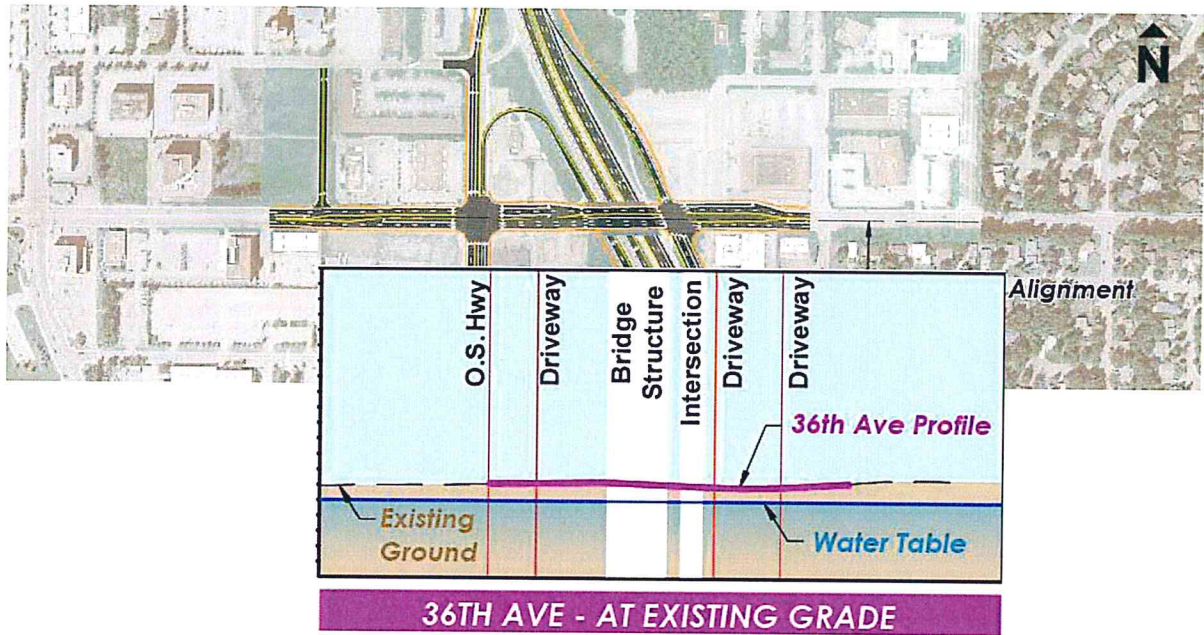 N
Alignment
O.S. Hwy
Driveway
Bridge
Structure
Intersection
Driveway
Driveway
36th Ave Profile
Existing
Ground
Water Table
36TH AVE - AT EXISTING GRADE